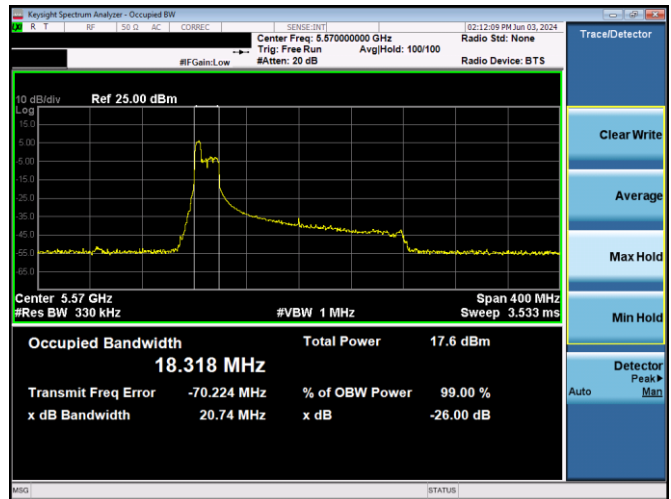 Keysight Spectrum Analyzer - Occupied BW
R T RF 50 Ω AC CORREC SENSE:INT 02:12:09 PM Jun 03, 2024
Center Freq: 5.570000000 GHz Radio Std: None
Trig: Free Run Avg|Hold: 100/100
#IFGain:Low #Atten: 20 dB Radio Device: BTS
Trace/Detector
10 dB/div Ref 25.00 dBm
Log
15.0
5.00
-5.00
-15.0
-25.0
-35.0
-45.0
-55.0
-65.0
Center 5.57 GHz Span 400 MHz
#Res BW 330 kHz #VBW 1 MHz Sweep 3.533 ms
Occupied Bandwidth Total Power 17.6 dBm
18.318 MHz
Transmit Freq Error -70.224 MHz % of OBW Power 99.00 %
x dB Bandwidth 20.74 MHz x dB -26.00 dB
Clear Write
Average
Max Hold
Min Hold
Detector
Peak▶
Auto Man
MSG STATUS